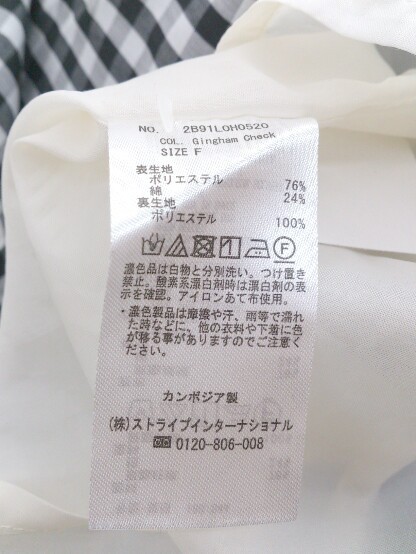 NO. 2B91L0H0520
COL. Gingham Check
SIZE F
表生地
ポリエステル 76%
綿 24%
裏生地
ポリエステル 100%
濃色品は白物と分別洗い。つけ置き
禁止。酸素系漂白剤時は漂白剤の表
示を確認。アイロンあて布使用。
・濃色製品は摩擦や汗、雨等で濡れ
た時などに、他の衣料や下着に色
が移る事がありますのでご注意く
ださい。
カンボジア製
(株)ストライプインターナショナル
0120-806-008